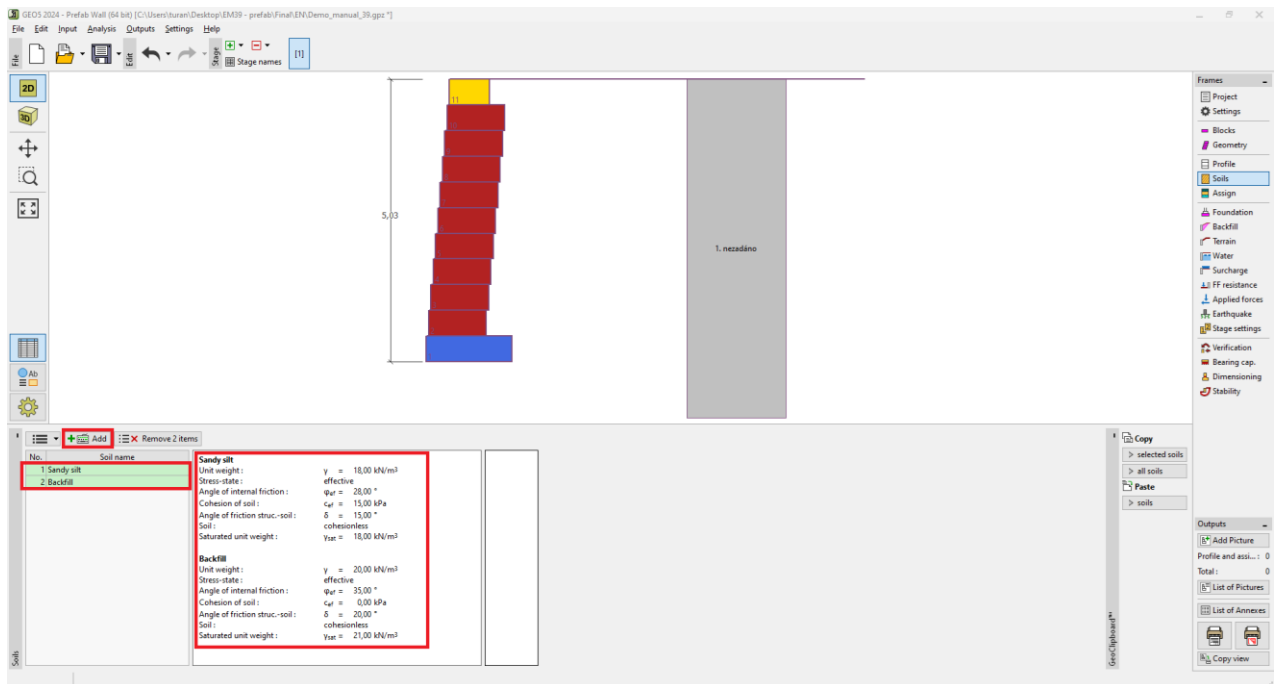 GEO5 2024 - Prefab Wall (64 bit) [C:\Users\turan\Desktop\EM39 - prefab\Final\EN\Demo_manual_39.gpz *]
File Edit Input Analysis Outputs Settings Help
File
Edit
Stage
Stage names
[1]
2D
3D
11
5,03
1. nezadáno
Frames
Project
Settings
Blocks
Geometry
Profile
Soils
Assign
Foundation
Backfill
Terrain
Water
Surcharge
FF resistance
Applied forces
Earthquake
Stage settings
Verification
Bearing cap.
Dimensioning
Stability
Add
Remove 2 items
No. Soil name
1 Sandy silt
2 Backfill
Sandy silt
Unit weight : γ = 18,00 kN/m³
Stress-state : effective
Angle of internal friction : φef = 28,00 °
Cohesion of soil : cef = 15,00 kPa
Angle of friction struc.-soil : δ = 15,00 °
Soil : cohesionless
Saturated unit weight : γsat = 18,00 kN/m³
Backfill
Unit weight : γ = 20,00 kN/m³
Stress-state : effective
Angle of internal friction : φef = 35,00 °
Cohesion of soil : cef = 0,00 kPa
Angle of friction struc.-soil : δ = 20,00 °
Soil : cohesionless
Saturated unit weight : γsat = 21,00 kN/m³
Soils
GeoClipboard™
Copy
> selected soils
> all soils
Paste
> soils
Outputs
Add Picture
Profile and assi... : 0
Total : 0
List of Pictures
List of Annexes
Copy view